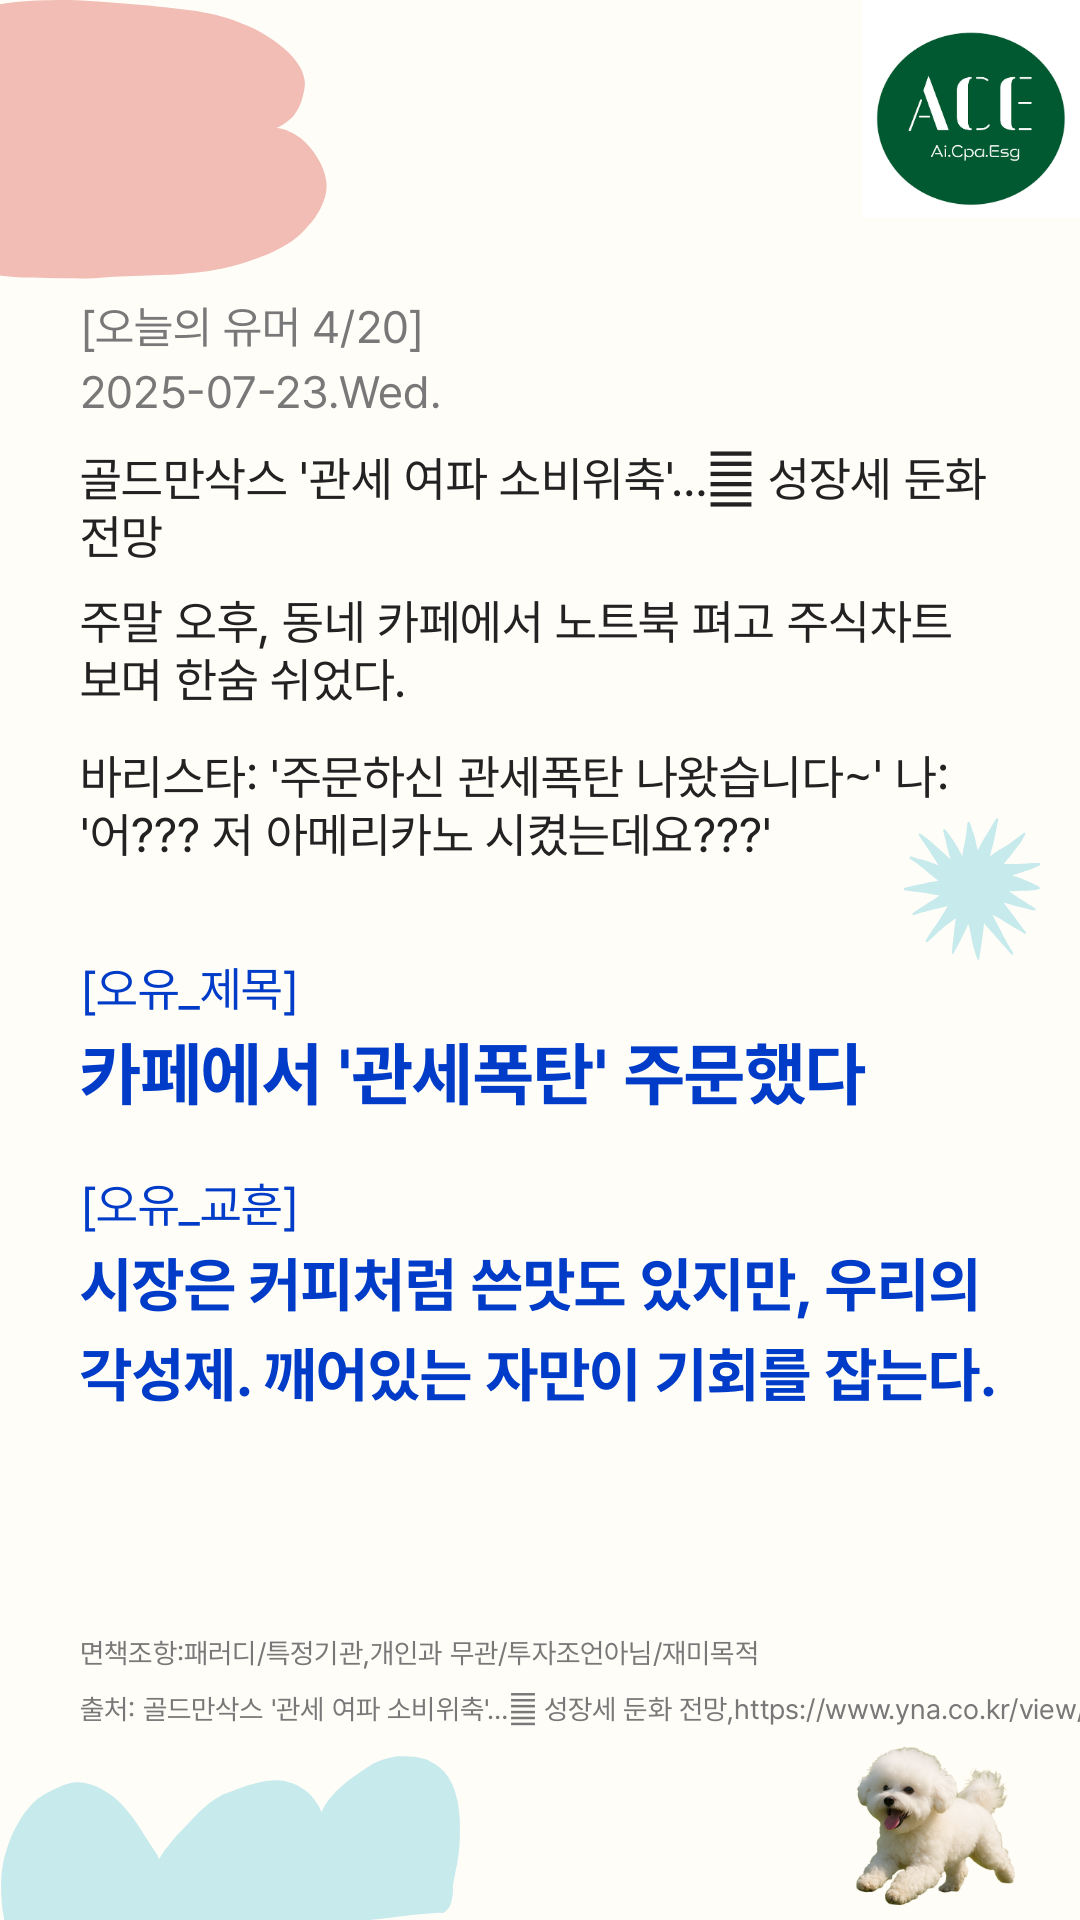 ACE
Ai.Cpa.Esg
[오늘의 유머 4/20]
2025-07-23.Wed.
골드만삭스 '관세 여파 소비위축'... 성장세 둔화
전망
주말 오후, 동네 카페에서 노트북 펴고 주식차트
보며 한숨 쉬었다.
바리스타: '주문하신 관세폭탄 나왔습니다~' 나:
'어??? 저 아메리카노 시켰는데요???'
[오유_제목]
카페에서 '관세폭탄' 주문했다
[오유_교훈]
시장은 커피처럼 쓴맛도 있지만, 우리의
각성제. 깨어있는 자만이 기회를 잡는다.
면책조항:패러디/특정기관,개인과 무관/투자조언아님/재미목적
출처: 골드만삭스 '관세 여파 소비위축'... 성장세 둔화 전망,https://www.yna.co.kr/view/